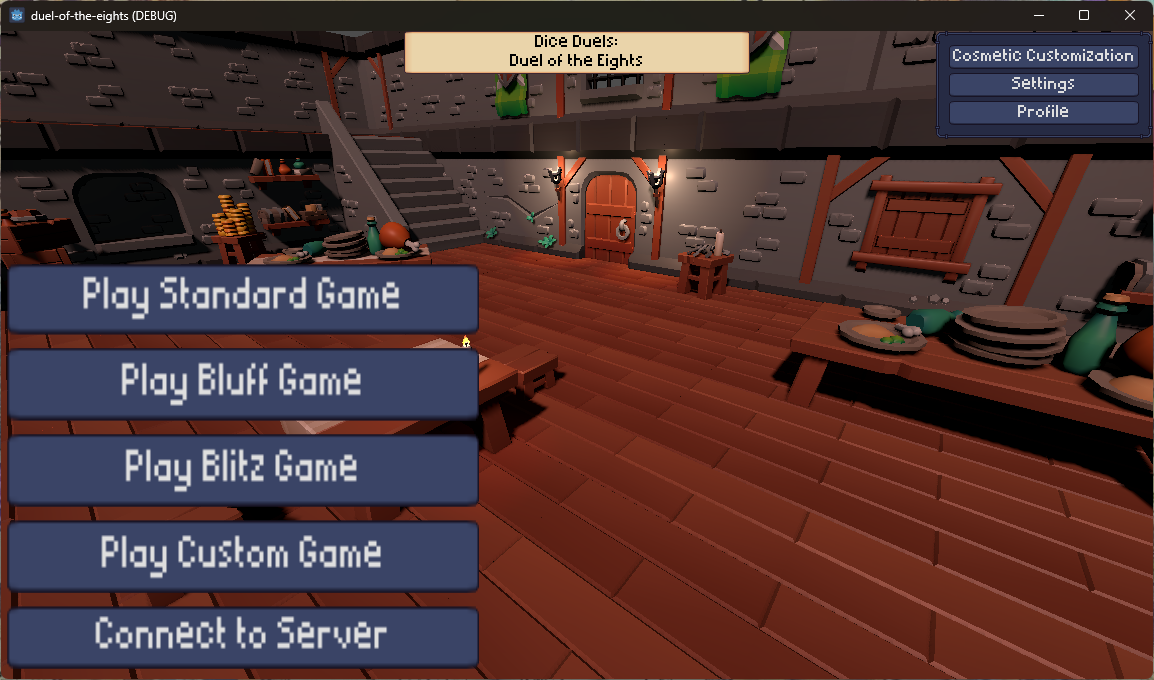 duel-of-the-eights (DEBUG)
Dice Duels:
Duel of the Eights
Cosmetic Customization
Settings
Profile
Play Standard Game
Play Bluff Game
Play Blitz Game
Play Custom Game
Connect to Server